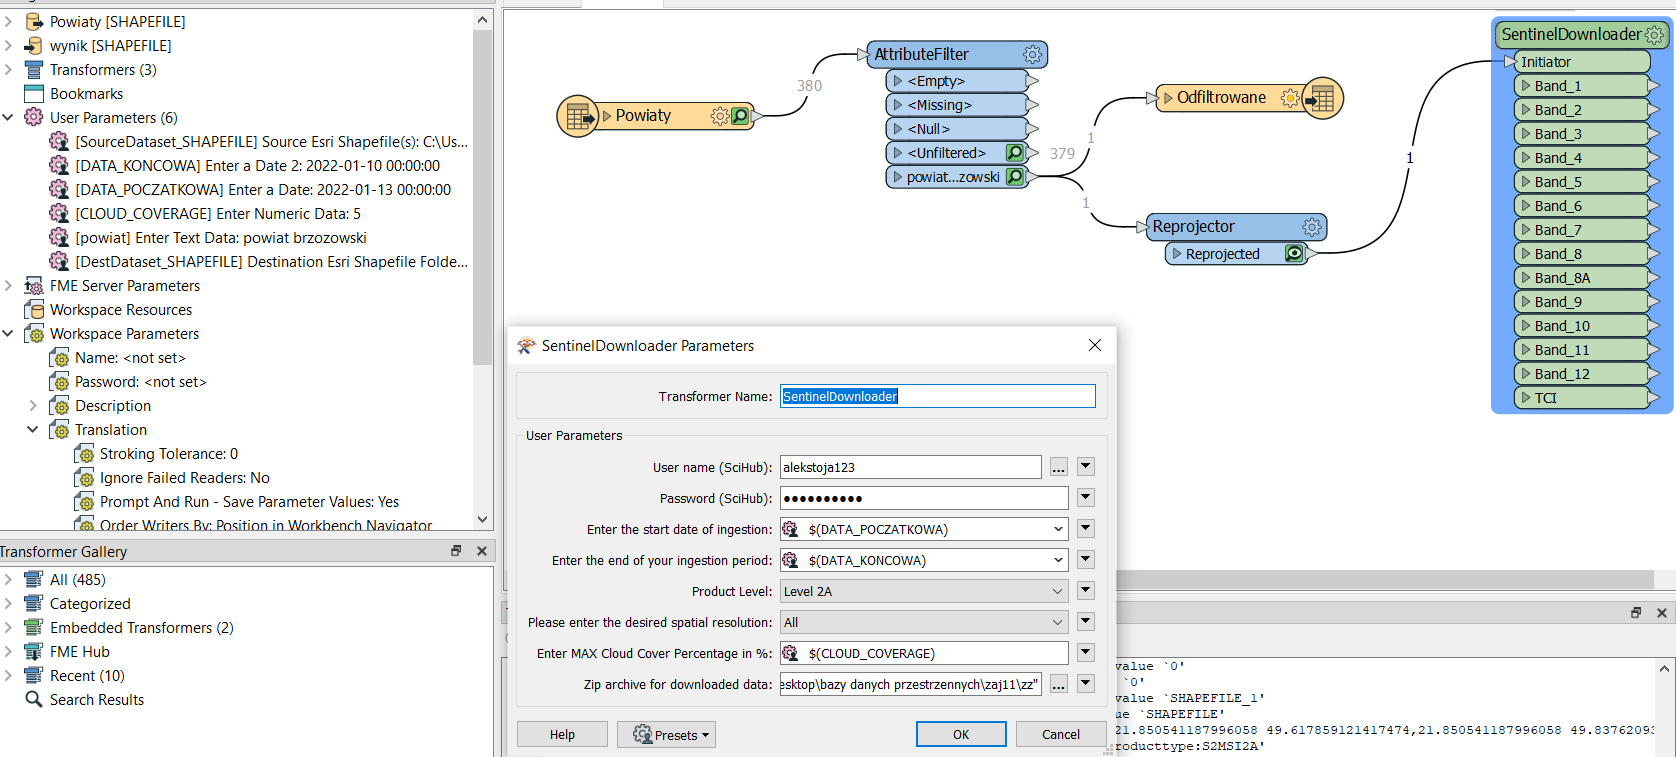 Powiaty [SHAPEFILE]
wynik [SHAPEFILE]
Transformers (3)
Bookmarks
User Parameters (6)
[SourceDataset_SHAPEFILE] Source Esri Shapefile(s): C:\Us...
[DATA_KONCOWA] Enter a Date 2: 2022-01-10 00:00:00
[DATA_POCZATKOWA] Enter a Date: 2022-01-13 00:00:00
[CLOUD_COVERAGE] Enter Numeric Data: 5
[powiat] Enter Text Data: powiat brzozowski
[DestDataset_SHAPEFILE] Destination Esri Shapefile Folde...
FME Server Parameters
Workspace Resources
Workspace Parameters
Name: <not set>
Password: <not set>
Description
Translation
Stroking Tolerance: 0
Ignore Failed Readers: No
Prompt And Run - Save Parameter Values: Yes
Order Writers By: Position in Workbench Navigator
Transformer Gallery
All (485)
Categorized
Embedded Transformers (2)
FME Hub
Recent (10)
Search Results
Powiaty
380
AttributeFilter
<Empty>
<Missing>
<Null>
<Unfiltered>
powiat...zowski
379
1
1
Odfiltrowane
Reprojector
Reprojected
1
SentinelDownloader
Initiator
Band_1
Band_2
Band_3
Band_4
Band_5
Band_6
Band_7
Band_8
Band_8A
Band_9
Band_10
Band_11
Band_12
TCI
SentinelDownloader Parameters
Transformer Name: SentinelDownloader
User Parameters
User name (SciHub): alekstoja123
...
Password (SciHub): ●●●●●●●●●●
Enter the start date of ingestion: $(DATA_POCZATKOWA)
Enter the end of your ingestion period: $(DATA_KONCOWA)
Product Level: Level 2A
Please enter the desired spatial resolution: All
Enter MAX Cloud Cover Percentage in %: $(CLOUD_COVERAGE)
Zip archive for downloaded data: esktop\bazy danych przestrzennych\zaj11\zz"
...
Help
Presets
OK
Cancel
value `0'
`0'
value `SHAPEFILE_1'
ue `SHAPEFILE'
21.850541187996058 49.617859121417474,21.850541187996058 49.83762093
roducttype:S2MSI2A'